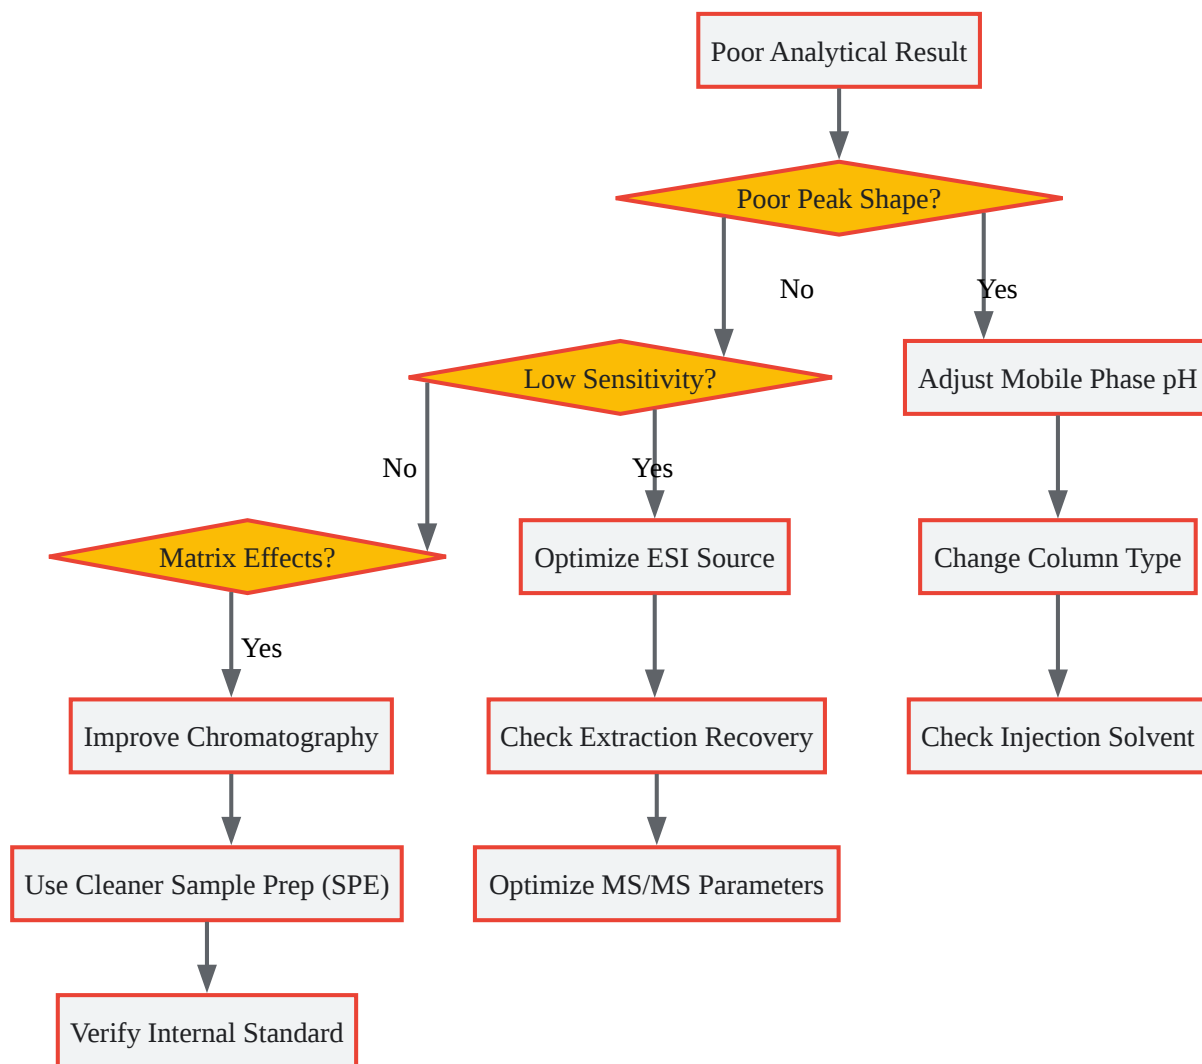 Poor Analytical Result
Poor Peak Shape?
No
Yes
Low Sensitivity?
Adjust Mobile Phase pH
No
Yes
Matrix Effects?
Optimize ESI Source
Change Column Type
Yes
Improve Chromatography
Check Extraction Recovery
Check Injection Solvent
Use Cleaner Sample Prep (SPE)
Optimize MS/MS Parameters
Verify Internal Standard